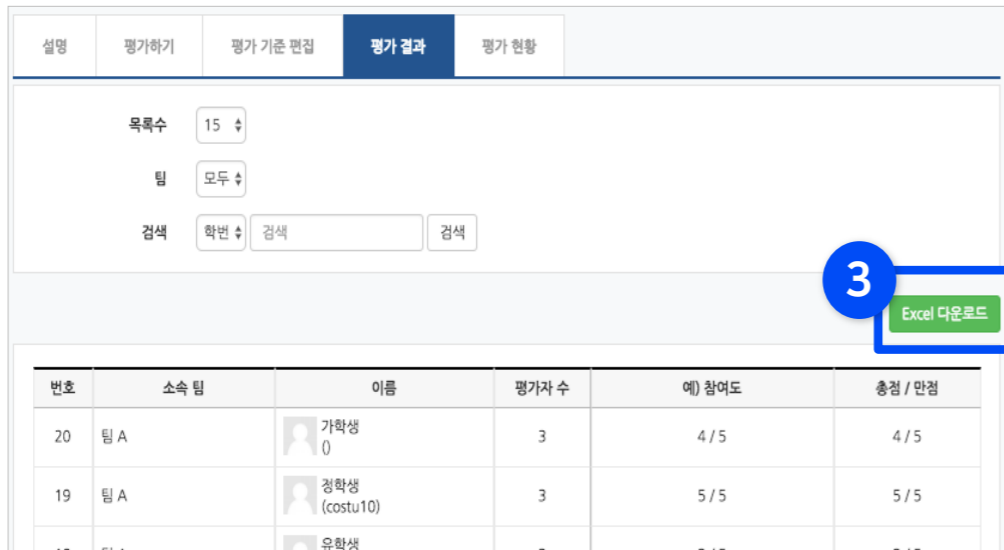 설명 평가하기 평가 기준 편집 평가 결과 평가 현황
목록수 15
팀 모두
검색 학번 검색 검색
3
Excel 다운로드
번호 소속 팀 이름 평가자 수 예) 참여도 총점 / 만점
20 팀 A 가학생 3 4 / 5 4 / 5
()
19 팀 A 정학생 3 5 / 5 5 / 5
(costu10)
유학생